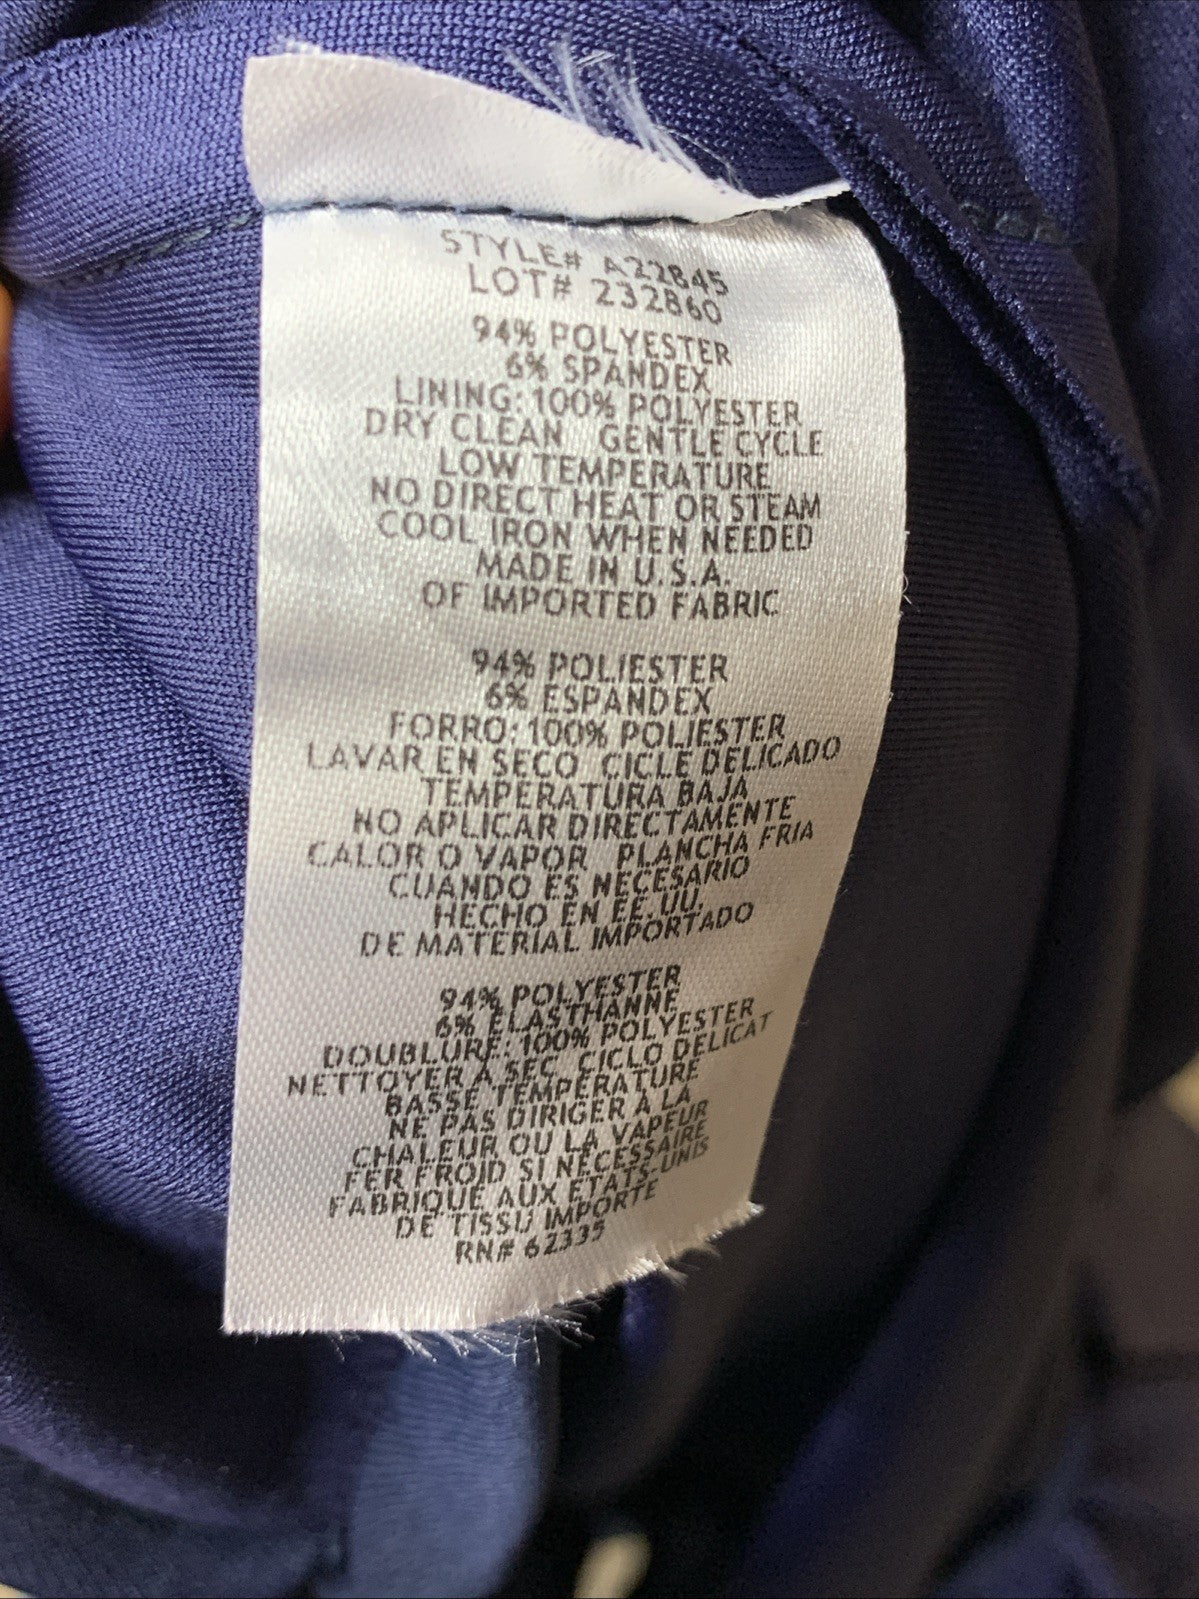 STYLE# A22845
LOT# 232860
94% POLYESTER
6% SPANDEX
LINING: 100% POLYESTER
DRY CLEAN GENTLE CYCLE
LOW TEMPERATURE
NO DIRECT HEAT OR STEAM
COOL IRON WHEN NEEDED
MADE IN U.S.A.
OF IMPORTED FABRIC
94% POLIESTER
6% ESPANDEX
FORRO: 100% POLIESTER
LAVAR EN SECO CICLE DELICADO
TEMPERATURA BAJA
NO APLICAR DIRECTAMENTE
CALOR O VAPOR PLANCHA FRIA
CUANDO ES NECESARIO
HECHO EN EE. UU.
DE MATERIAL IMPORTADO
94% POLYESTER
6% ÉLASTHANNE
DOUBLURE: 100% POLYESTER
NETTOYER À SEC CICLO DELICAT
BASSE TEMPÉRATURE
NE PAS DIRIGER À LA
CHALEUR OU LA VAPEUR
FER FROID SI NÉCESSAIRE
FABRIQUÉ AUX ETATS-UNIS
DE TISSU IMPORTE
RN# 62335